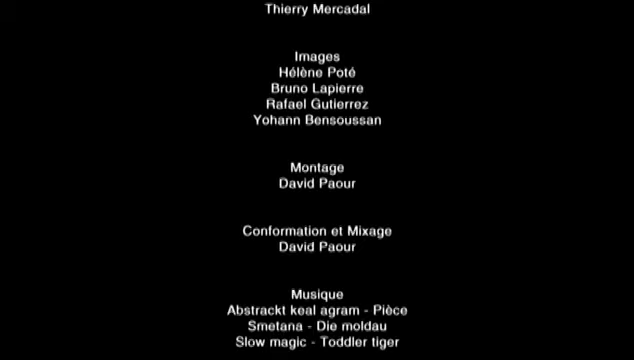 Thierry Mercadal
Images
Hélène Poté
Bruno Lapierre
Rafael Gutierrez
Yohann Bensoussan
Montage
David Paour
Conformation et Mixage
David Paour
Musique
Abstrackt keal agram - Pièce
Smetana - Die moldau
Slow magic - Toddler tiger